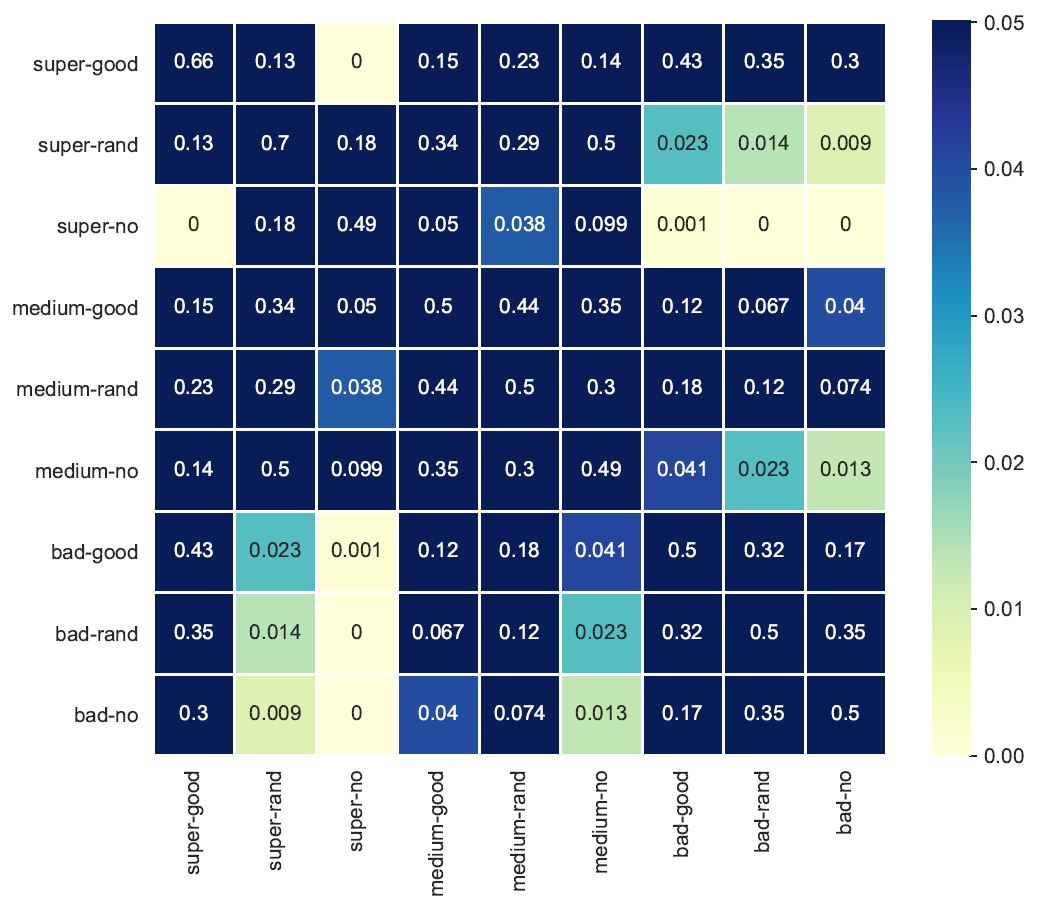 super-good 0.66 0.13 0 0.15 0.23 0.14 0.43 0.35 0.3
super-rand 0.13 0.7 0.18 0.34 0.29 0.5 0.023 0.014 0.009
super-no 0 0.18 0.49 0.05 0.038 0.099 0.001 0 0
medium-good 0.15 0.34 0.05 0.5 0.44 0.35 0.12 0.067 0.04
medium-rand 0.23 0.29 0.038 0.44 0.5 0.3 0.18 0.12 0.074
medium-no 0.14 0.5 0.099 0.35 0.3 0.49 0.041 0.023 0.013
bad-good 0.43 0.023 0.001 0.12 0.18 0.041 0.5 0.32 0.17
bad-rand 0.35 0.014 0 0.067 0.12 0.023 0.32 0.5 0.35
bad-no 0.3 0.009 0 0.04 0.074 0.013 0.17 0.35 0.5
super-good super-rand super-no medium-good medium-rand medium-no bad-good bad-rand bad-no
0.05
0.04
0.03
0.02
0.01
0.00